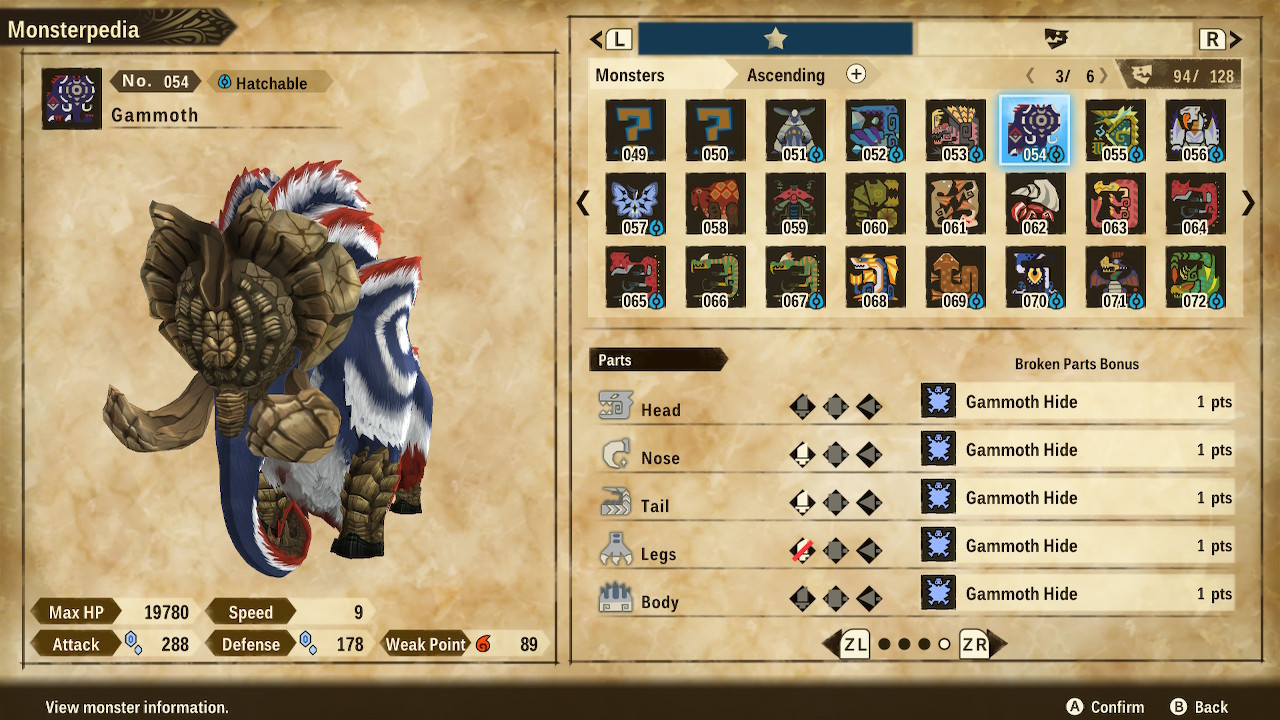 Monsterpedia
No. 054 Hatchable
Gammoth
Max HP 19780 Speed 9
Attack 288 Defense 178 Weak Point 89
L R
Monsters Ascending 3/ 6 94/ 128
049 050 051 052 053 054 055 056
057 058 059 060 061 062 063 064
065 066 067 068 069 070 071 072
Parts Broken Parts Bonus
Head Gammoth Hide 1 pts
Nose Gammoth Hide 1 pts
Tail Gammoth Hide 1 pts
Legs Gammoth Hide 1 pts
Body Gammoth Hide 1 pts
ZL ZR
View monster information. A Confirm B Back